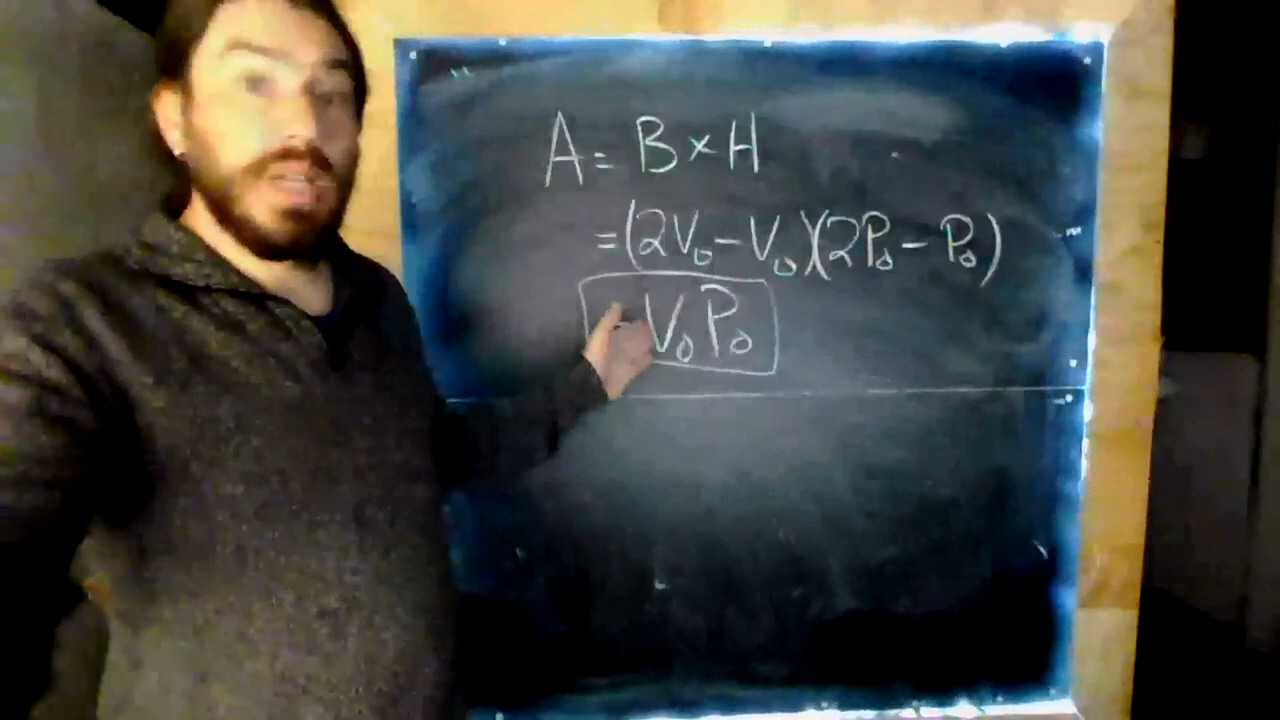 A = B × H
= (2V₀ − V₀)(2P₀ − P₀)
= V₀P₀